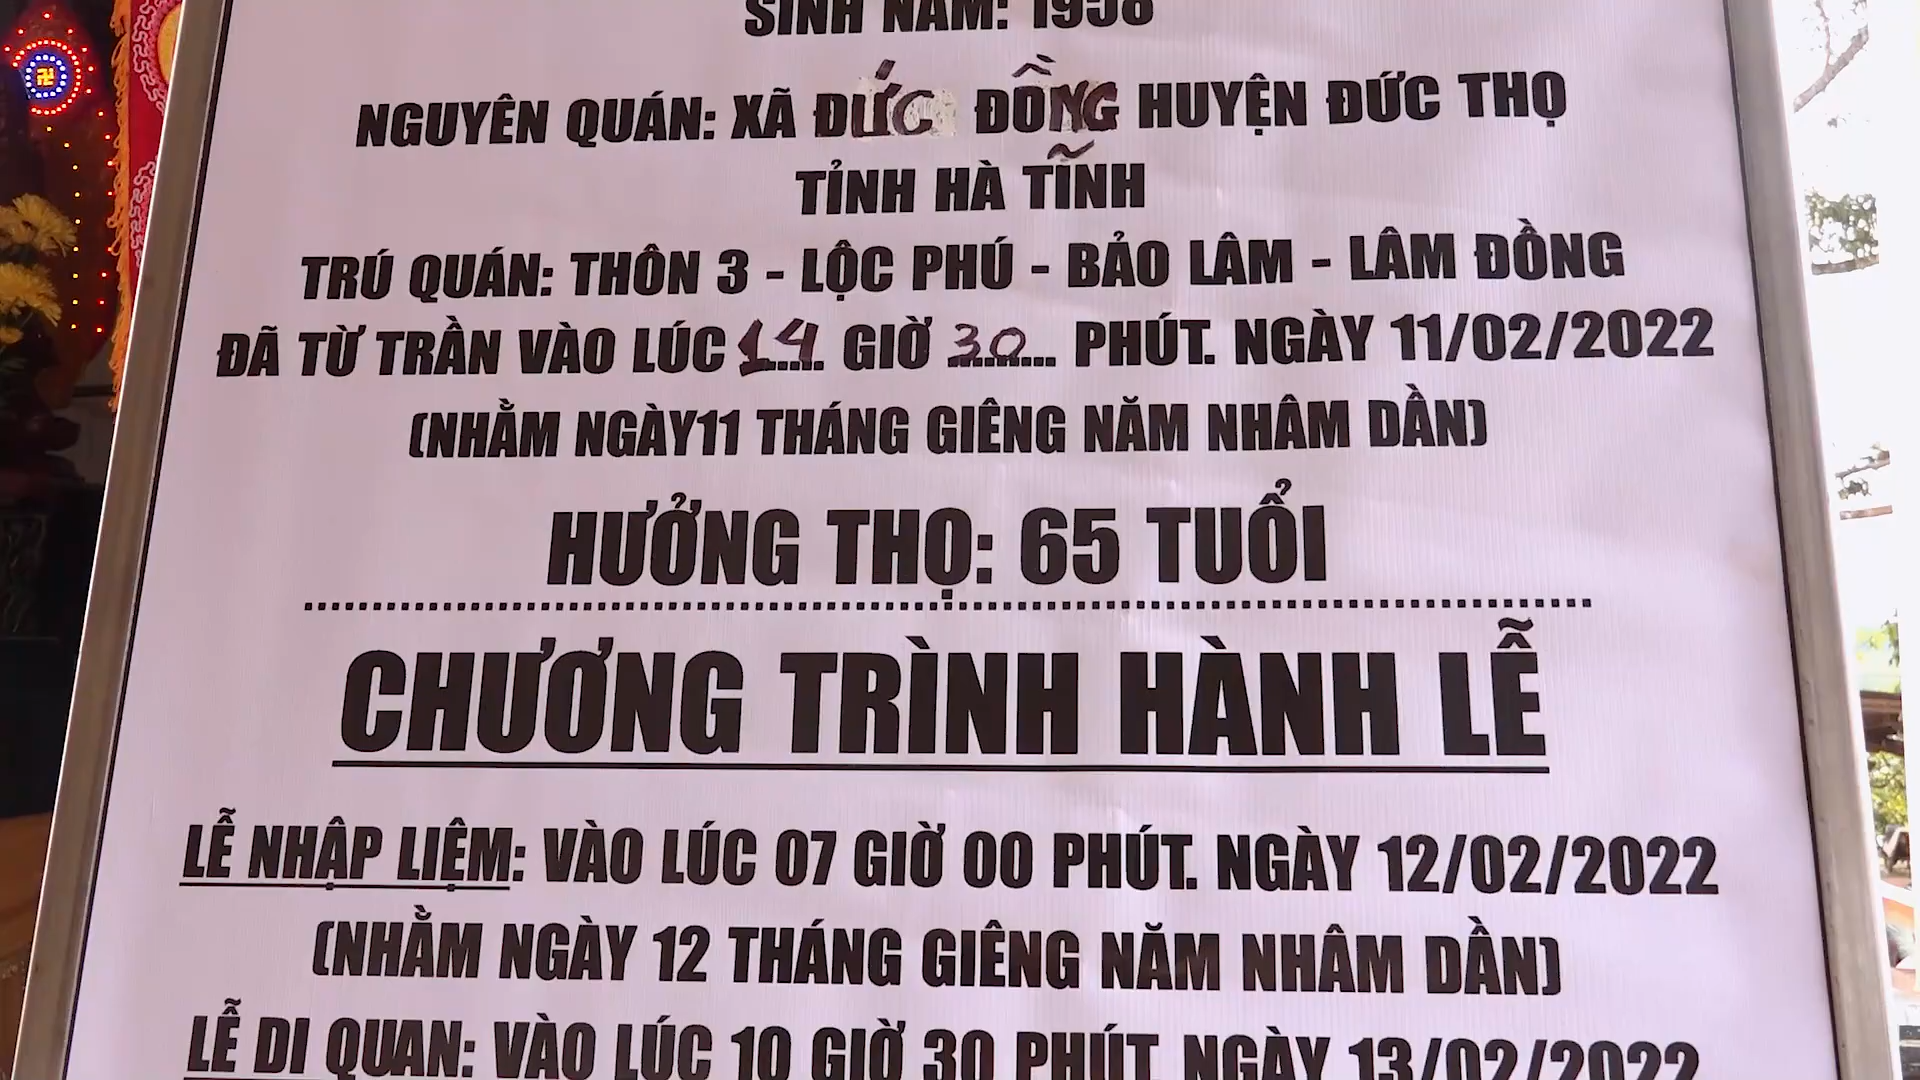 SINH NĂM: 1958
NGUYÊN QUÁN: XÃ ĐỨC ĐỒNG HUYỆN ĐỨC THỌ
TỈNH HÀ TĨNH
TRÚ QUÁN: THÔN 3 - LỘC PHÚ - BẢO LÂM - LÂM ĐỒNG
ĐÃ TỪ TRẦN VÀO LÚC 14 GIỜ 30 PHÚT. NGÀY 11/02/2022
(NHẰM NGÀY11 THÁNG GIÊNG NĂM NHÂM DẦN)
HƯỞNG THỌ: 65 TUỔI
CHƯƠNG TRÌNH HÀNH LỄ
LỄ NHẬP LIỆM: VÀO LÚC 07 GIỜ 00 PHÚT. NGÀY 12/02/2022
(NHẰM NGÀY 12 THÁNG GIÊNG NĂM NHÂM DẦN)
LỄ DI QUAN: VÀO LÚC 10 GIỜ 30 PHÚT. NGÀY 13/02/2022